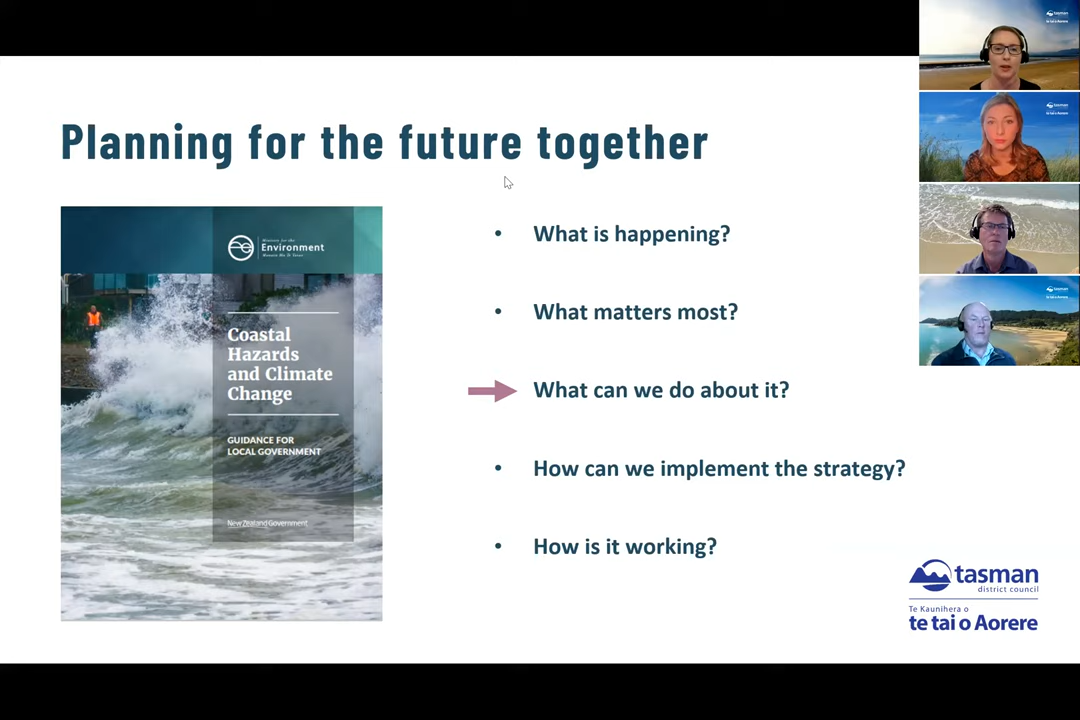 Planning for the future together
Environment
Coastal
Hazards
and Climate
Change
GUIDANCE FOR
LOCAL GOVERNMENT
New Zealand Government
• What is happening?
• What matters most?
What can we do about it?
• How can we implement the strategy?
• How is it working?
tasman
district council
Te Kaunihera o
te tai o Aorere